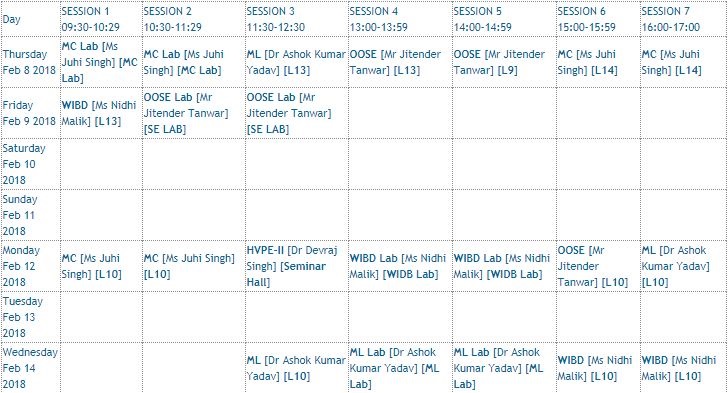 Day SESSION 1 SESSION 2 SESSION 3 SESSION 4 SESSION 5 SESSION 6 SESSION 7
09:30-10:29 10:30-11:29 11:30-12:30 13:00-13:59 14:00-14:59 15:00-15:59 16:00-17:00
Thursday
Feb 8 2018
MC Lab [Ms
Juhi Singh] [MC
Lab]
MC Lab [Ms Juhi
Singh] [MC Lab]
ML [Dr Ashok Kumar
Yadav] [L13]
OOSE [Mr Jitender
Tanwar] [L13]
OOSE [Mr Jitender
Tanwar] [L9]
MC [Ms Juhi
Singh] [L14]
MC [Ms Juhi
Singh] [L14]
Friday
Feb 9 2018
WIBD [Ms Nidhi
Malik] [L13]
OOSE Lab [Mr
Jitender Tanwar]
[SE LAB]
OOSE Lab [Mr
Jitender Tanwar]
[SE LAB]
Saturday
Feb 10
2018
Sunday
Feb 11
2018
Monday
Feb 12
2018
MC [Ms Juhi
Singh] [L10]
MC [Ms Juhi Singh]
[L10]
HVPE-II [Dr Devraj
Singh] [Seminar
Hall]
WIBD Lab [Ms Nidhi
Malik] [WIDB Lab]
WIBD Lab [Ms Nidhi
Malik] [WIDB Lab]
OOSE [Mr
Jitender
Tanwar] [L10]
ML [Dr Ashok
Kumar Yadav]
[L10]
Tuesday
Feb 13
2018
Wednesday
Feb 14
2018
ML [Dr Ashok Kumar
Yadav] [L10]
ML Lab [Dr Ashok
Kumar Yadav] [ML
Lab]
ML Lab [Dr Ashok
Kumar Yadav] [ML
Lab]
WIBD [Ms Nidhi
Malik] [L10]
WIBD [Ms Nidhi
Malik] [L10]